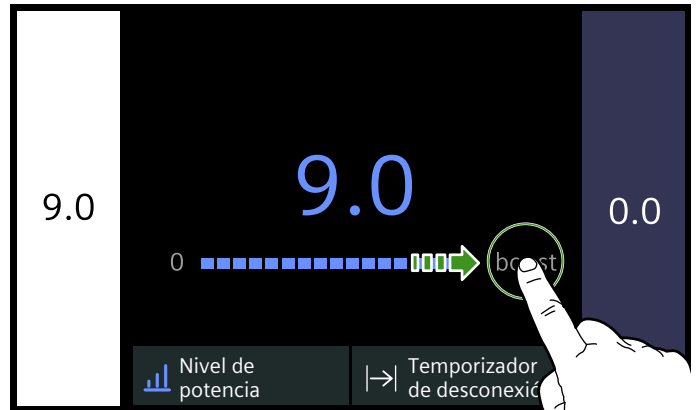 9.0
9.0
0.0
0
boost
Nivel de
potencia
Temporizador
de desconexió